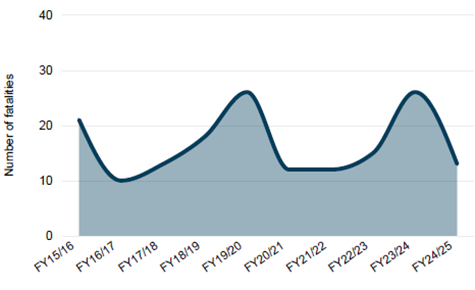 Number of fatalities
40
30
20
10
0
FY15/16
FY16/17
FY17/18
FY18/19
FY19/20
FY20/21
FY21/22
FY22/23
FY23/24
FY24/25